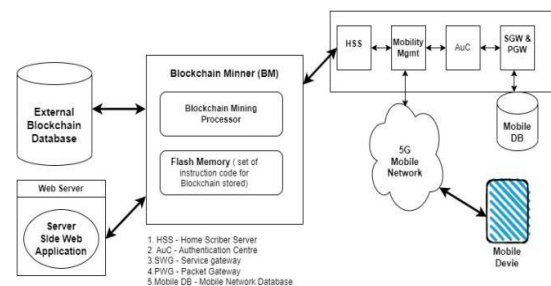 External
Blockchain
Database
Web Server
Server
Side Web
Application
Blockchain Minner (BM)
Blockchain Mining
Processor
Flash Memory ( set of
instruction code for
Blockchain stored)
1. HSS - Home Scriber Server
2. AuC - Authentication Centre
3.SWG - Service gateway
4.PWG - Packet Gateway
5.Mobile DB - Mobile Network Database
HSS
Mobility
Mgmt
AuC
SGW &
PGW
Mobile
DB
5G
Mobile
Network
Mobile
Devie